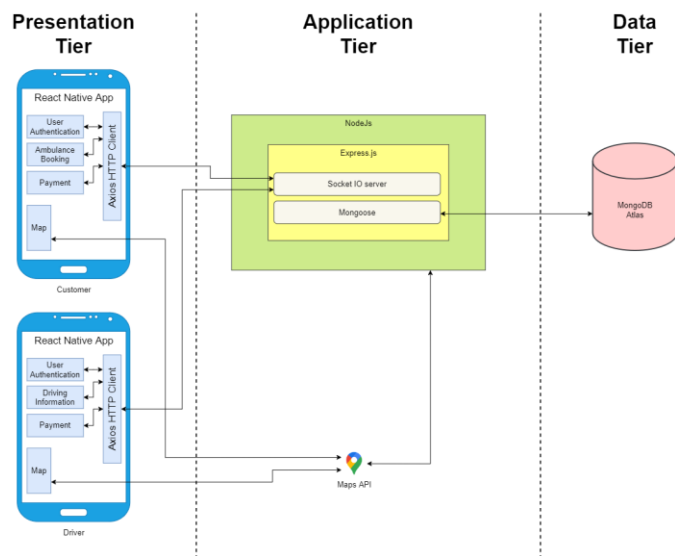 Presentation
Tier
Application
Tier
Data
Tier
React Native App
User
Authentication
Ambulance
Booking
Payment
Map
Axios HTTP Client
Customer
NodeJs
Express.js
Socket IO server
Mongoose
MongoDB
Atlas
React Native App
User
Authentication
Driving
Information
Payment
Map
Axios HTTP Client
Driver
Maps API